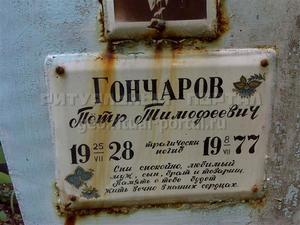 ГОНЧАРОВ
Петр Тимофеевич
19 25/VII 28 трагически погиб 19 8/VII 77
Спи спокойно, любимый
муж, сын, брат и товарищ.
Память о тебе будет
жить вечно в наших сердцах.